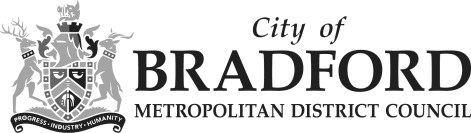 City of
BRADFORD
METROPOLITAN DISTRICT COUNCIL
PROGRESS · INDUSTRY · HUMANITY